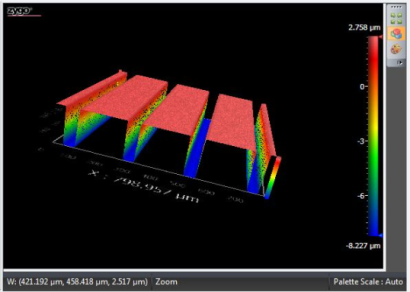 zygo
2.758 µm
0
-3
-6
-8.227 µm
X : 798.957 µm
W: (421.192 µm, 458.418 µm, 2.517 µm) Zoom Palette Scale : Auto